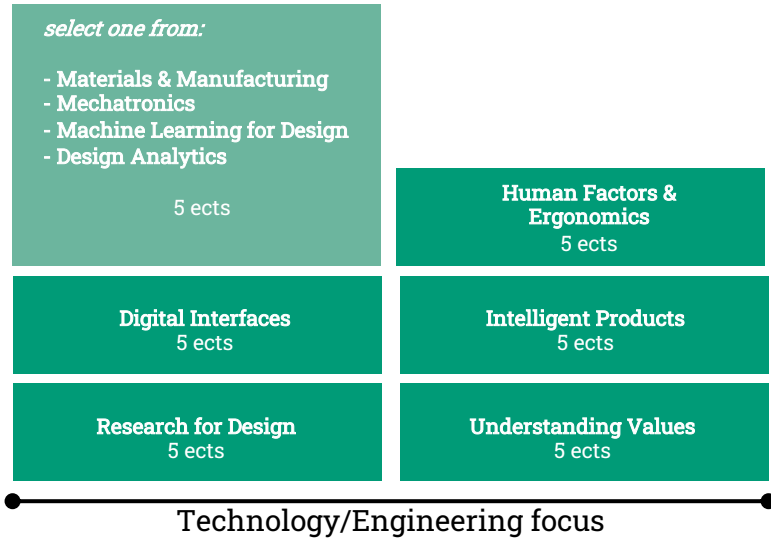 select one from:
- Materials & Manufacturing
- Mechatronics
- Machine Learning for Design
- Design Analytics
5 ects
Human Factors &
Ergonomics
5 ects
Digital Interfaces
5 ects
Intelligent Products
5 ects
Research for Design
5 ects
Understanding Values
5 ects
Technology/Engineering focus